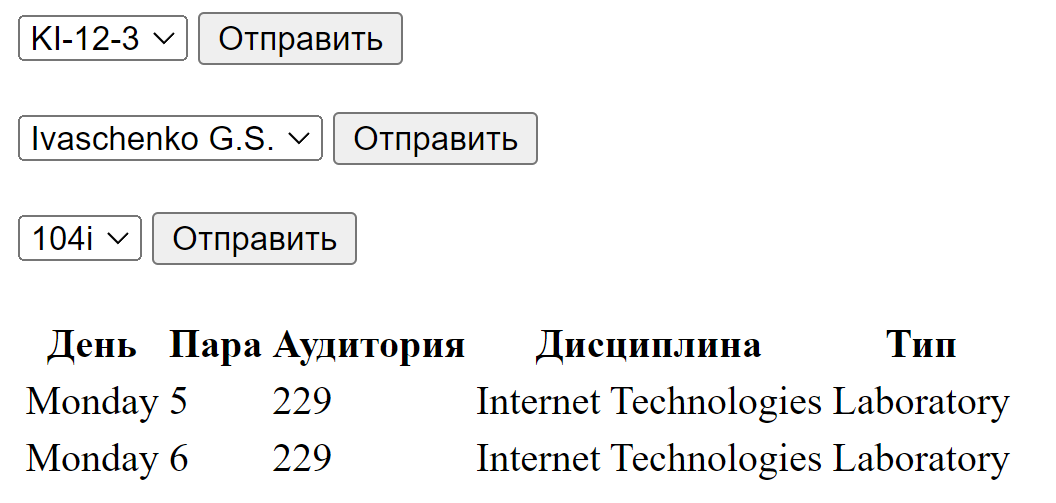 KI-12-3 Отправить
Ivaschenko G.S. Отправить
104i Отправить
День Пара Аудитория Дисциплина Тип
Monday 5 229 Internet Technologies Laboratory
Monday 6 229 Internet Technologies Laboratory